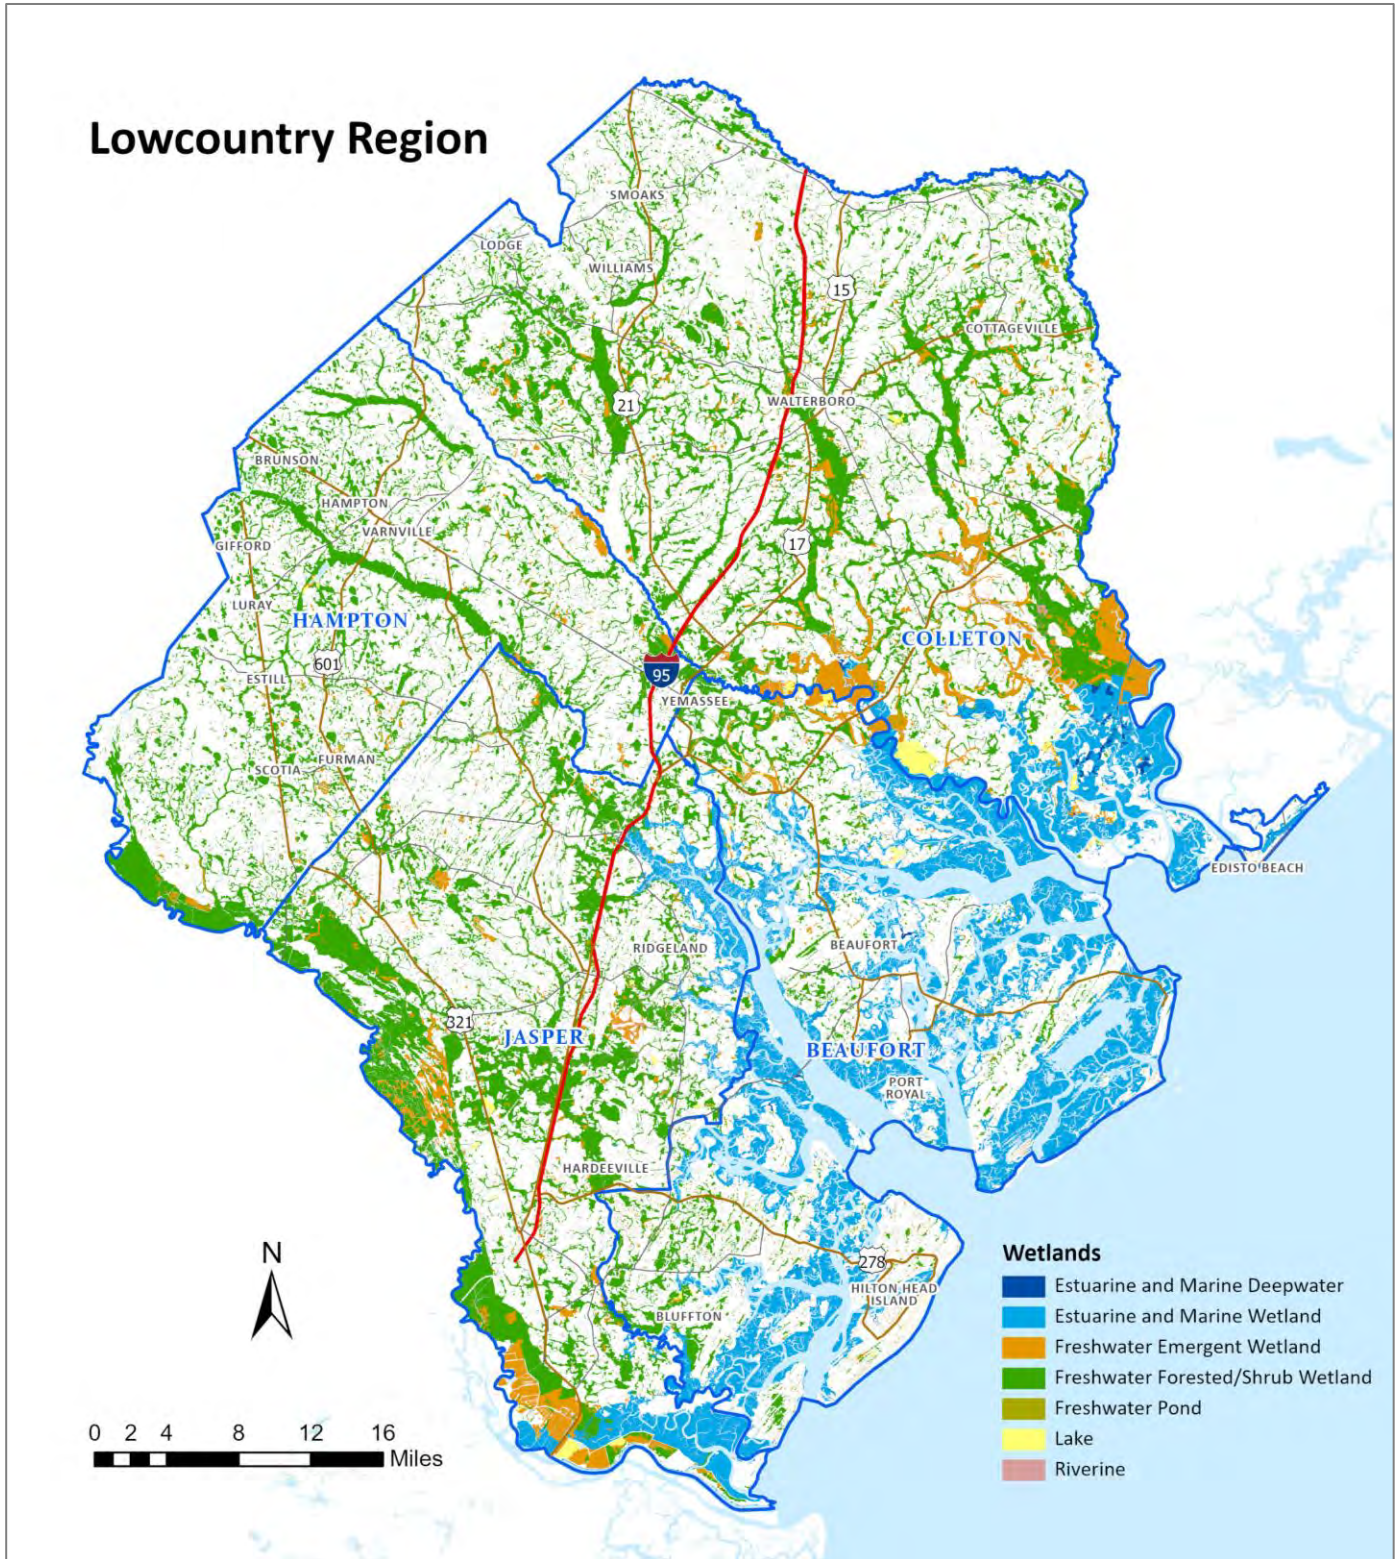 Lowcountry Region
SMOAKS
LODGE
WILLIAMS
15
COTTAGEVILLE
21
WALTERBORO
BRUNSON
HAMPTON
VARNVILLE
GIFFORD
17
LURAY
HAMPTON
COLLETON
601
ESTILL
95
YEMASSEE
SCOTIA
FURMAN
EDISTO BEACH
RIDGELAND
BEAUFORT
321
JASPER
BEAUFORT
PORT
ROYAL
HARDEEVILLE
278
HILTON HEAD
ISLAND
BLUFFTON
N
0 2 4 8 12 16
Miles
Wetlands
Estuarine and Marine Deepwater
Estuarine and Marine Wetland
Freshwater Emergent Wetland
Freshwater Forested/Shrub Wetland
Freshwater Pond
Lake
Riverine